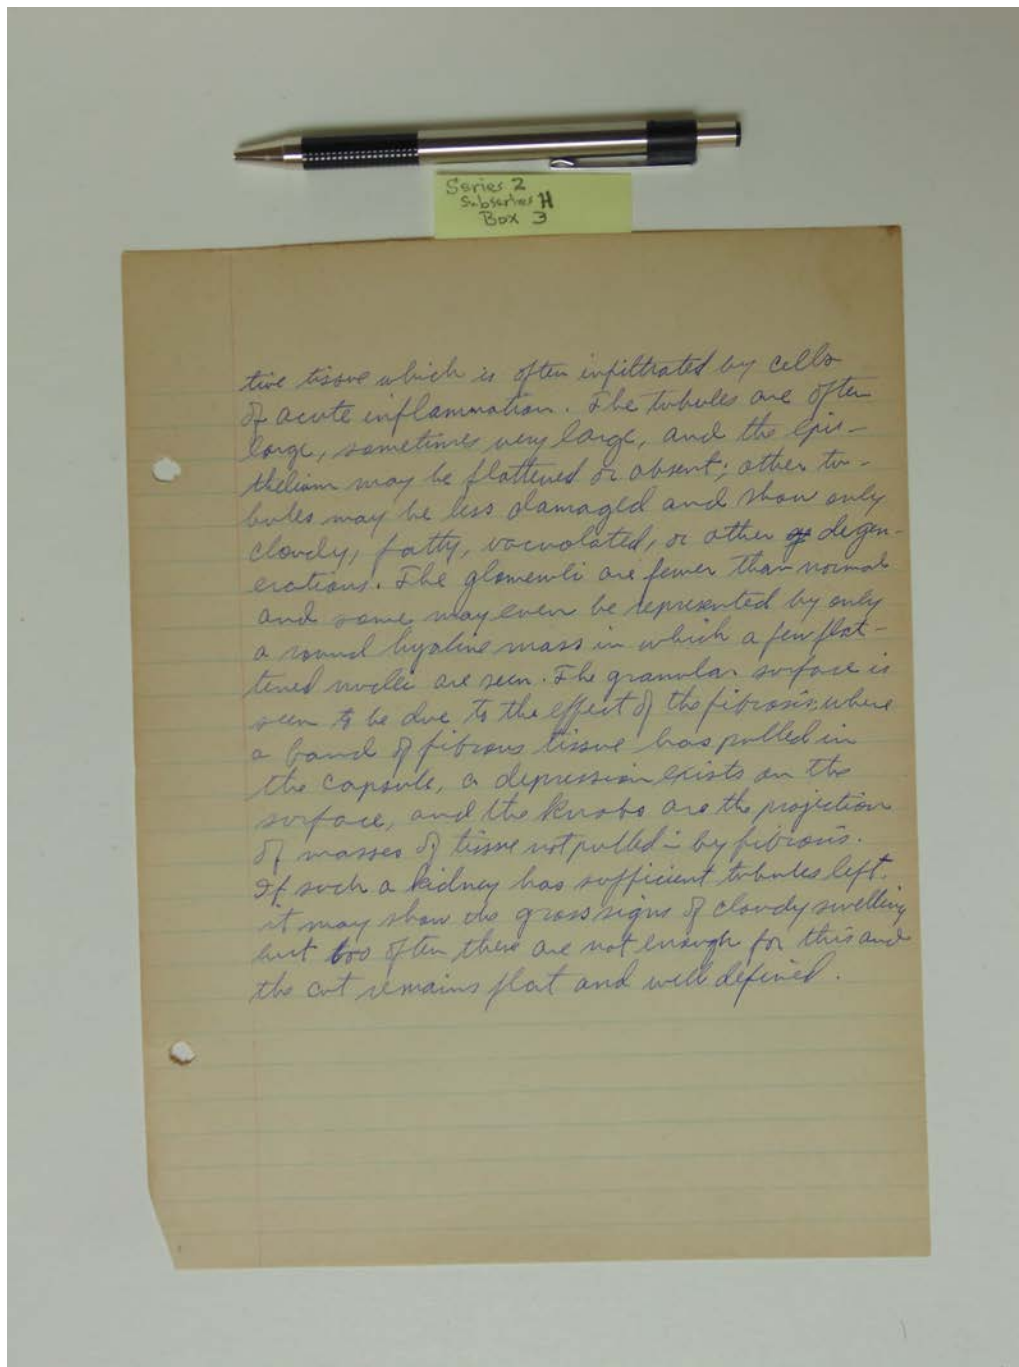 Series 2
Subseries H
Box 3
tive tissue which is often infiltrated by cells
of acute inflammation. The tubules are often
large, sometimes very large, and the epi-
thelium may be flattened or absent; other tu-
bules may be less damaged and show only
cloudy, fatty, vacuolated, or other degen-
erations. The glomeruli are fewer than normal
and some may even be represented by only
a round hyaline mass in which a few flat-
tened nuclei are seen. The granular surface is
seen to be due to the effect of the fibrosis; where
a band of fibrous tissue has pulled in
the capsule, a depression exists on the
surface, and the knobs are the projection
of masses of tissue not pulled in by fibrosis.
If such a kidney has sufficient tubules left,
it may show the gross signs of cloudy swelling
but too often there are not enough for this and
the cut remains flat and well defined.